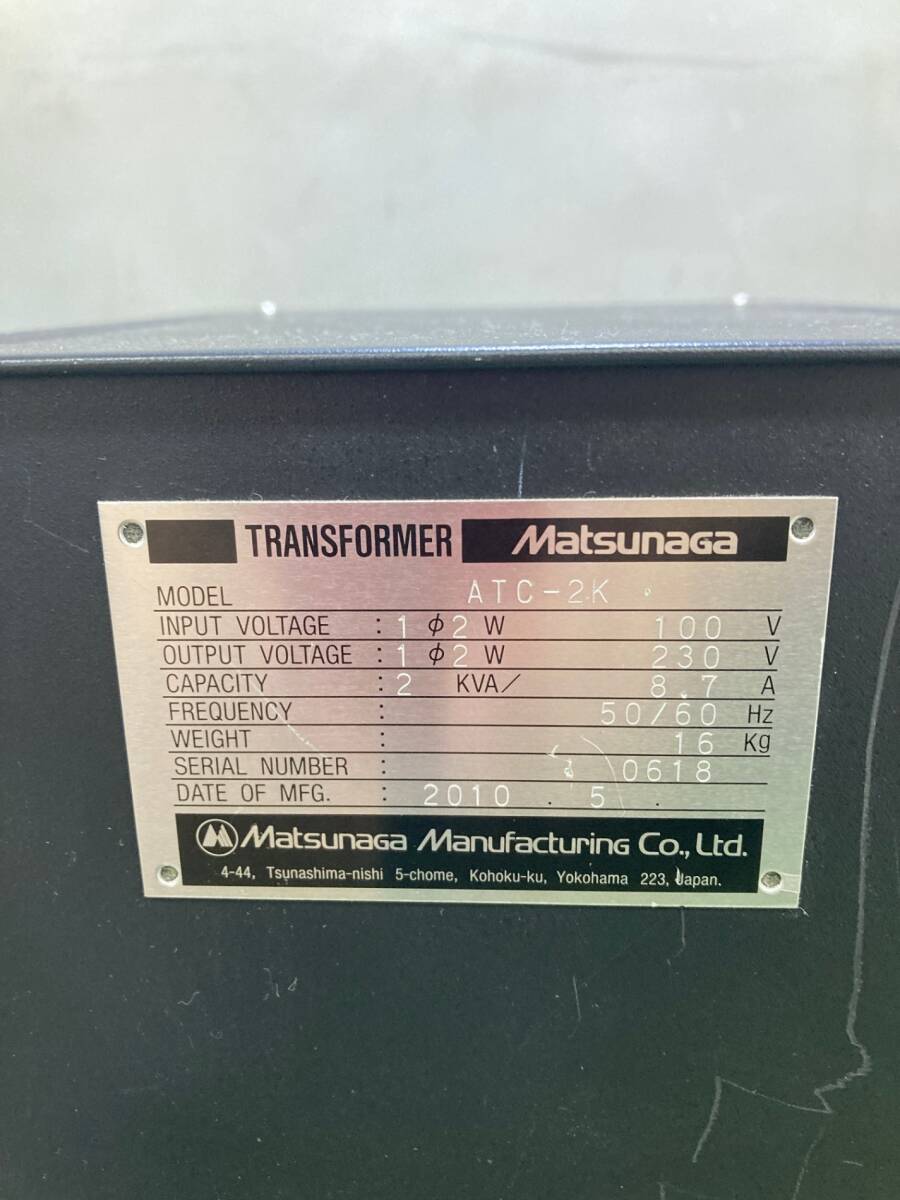 TRANSFORMER Matsunaga
MODEL ATC-2K
INPUT VOLTAGE : 1 φ 2 W 100 V
OUTPUT VOLTAGE : 1 φ 2 W 230 V
CAPACITY : 2 KVA/ 8.7 A
FREQUENCY : 50/60 Hz
WEIGHT : 16 Kg
SERIAL NUMBER : 0618
DATE OF MFG. : 2010 . 5 .
M Matsunaga Manufacturing Co., Ltd.
4-44, Tsunashima-nishi 5-chome, Kohoku-ku, Yokohama 223, Japan.